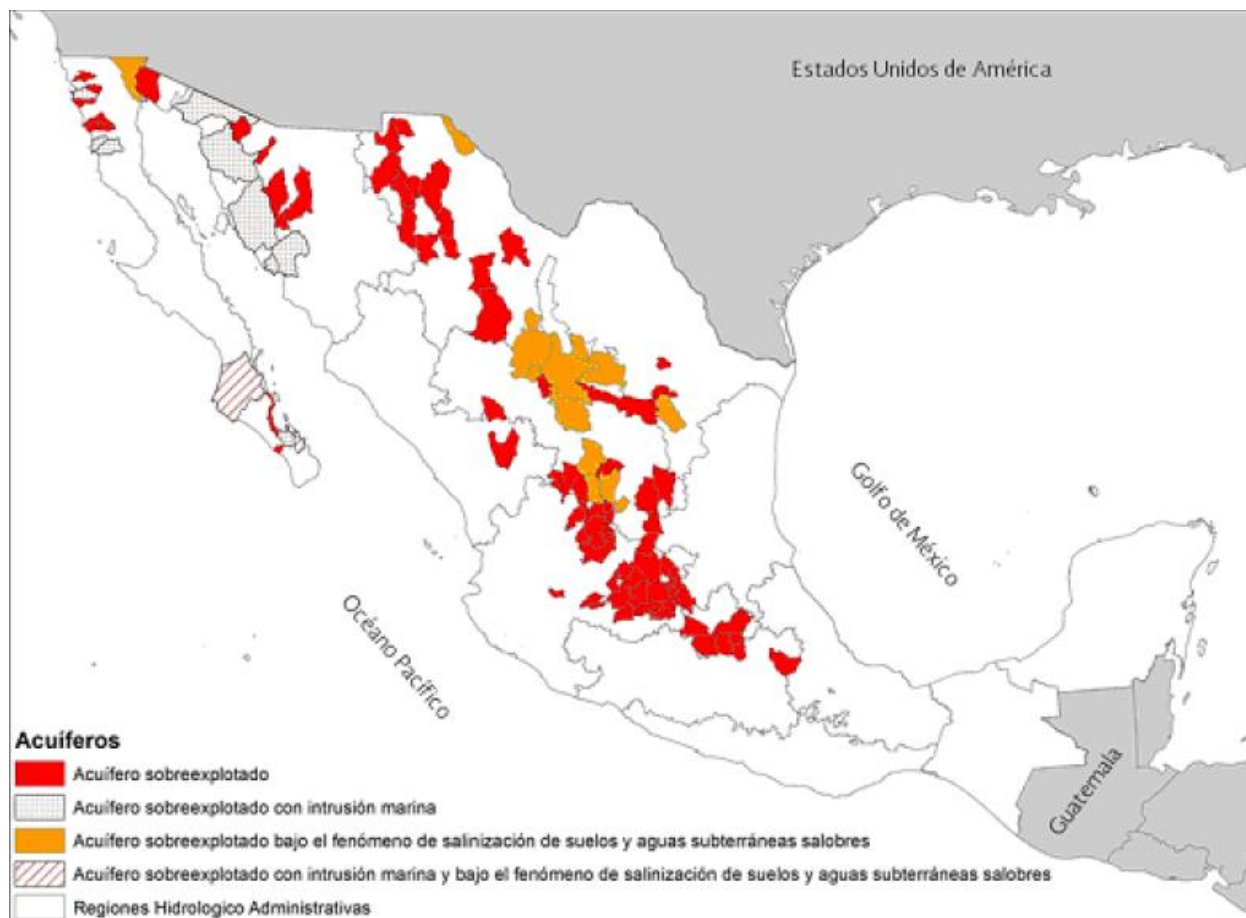 Estados Unidos de América
Golfo de México
Océano Pacífico
Guatemala
Acuíferos
Acuífero sobreexplotado
Acuífero sobreexplotado con intrusión marina
Acuífero sobreexplotado bajo el fenómeno de salinización de suelos y aguas subterráneas salobres
Acuífero sobreexplotado con intrusión marina y bajo el fenómeno de salinización de suelos y aguas subterráneas salobres
Regiones Hidrologico Administrativas